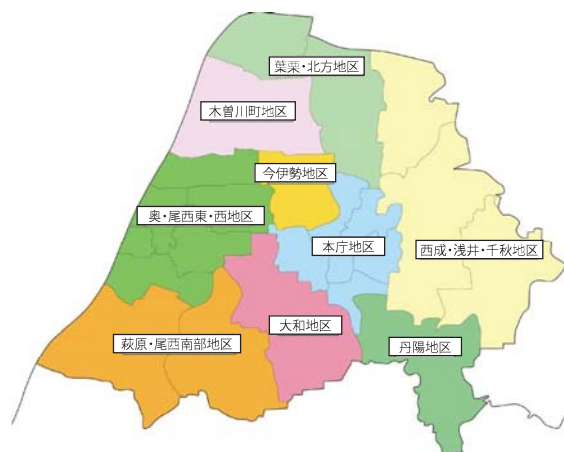 葉栗・北方地区
木曽川町地区
今伊勢地区
奥・尾西東・西地区
本庁地区
西成・浅井・千秋地区
大和地区
萩原・尾西南部地区
丹陽地区